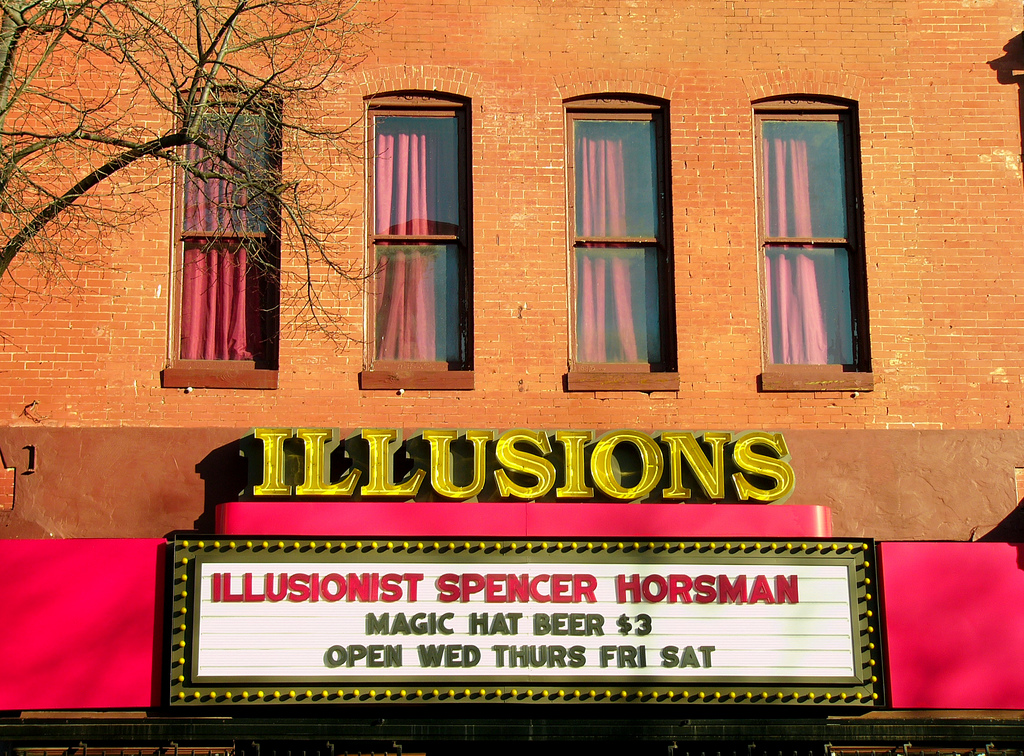 ILLUSIONS
ILLUSIONIST SPENCER HORSMAN
MAGIC HAT BEER $3
OPEN WED THURS FRI SAT